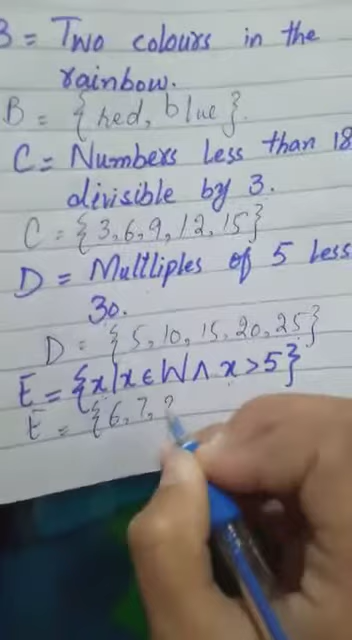 B = Two colours in the
rainbow.
B = {red, blue}.
C = Numbers Less than 18
divisible by 3.
C = {3, 6, 9, 12, 15}
D = Multliples of 5 Less
30.
D = {5, 10, 15, 20, 25}
E = {x|x ∈ W ∧ x > 5}
E = {6, 7,